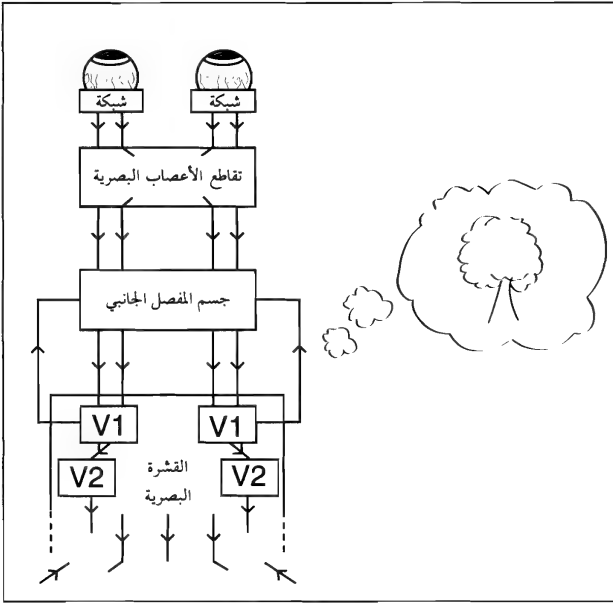 شبكة
شبكة
تقاطع الأعصاب البصرية
جسم المفصل الجانبي
V1
V1
V2
V2
القشرة
البصرية